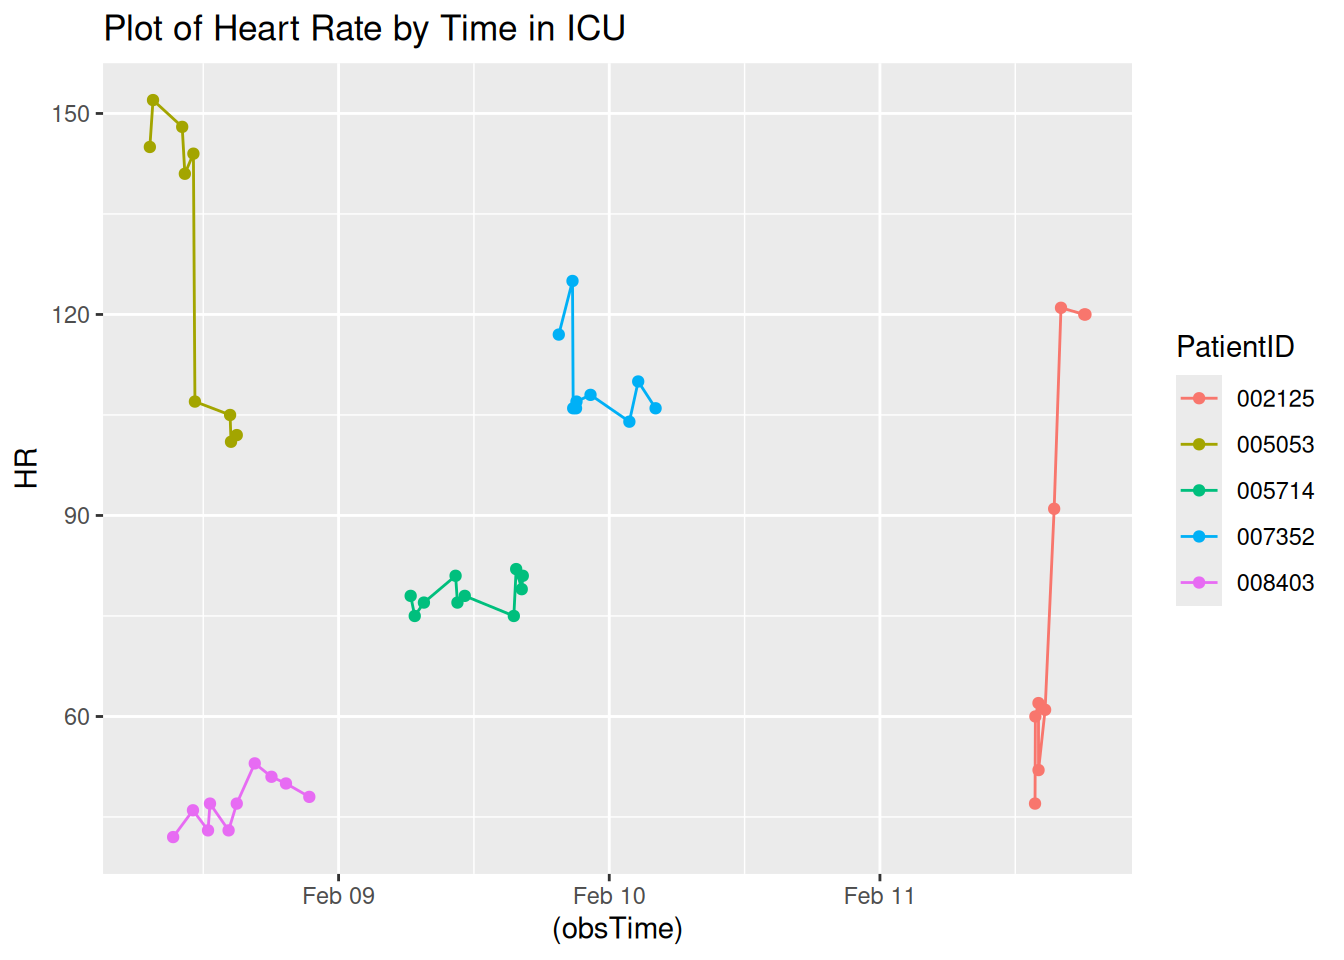 Plot of Heart Rate by Time in ICU
150
120
90
60
HR
Feb 09
Feb 10
Feb 11
(obsTime)
PatientID
002125
005053
005714
007352
008403